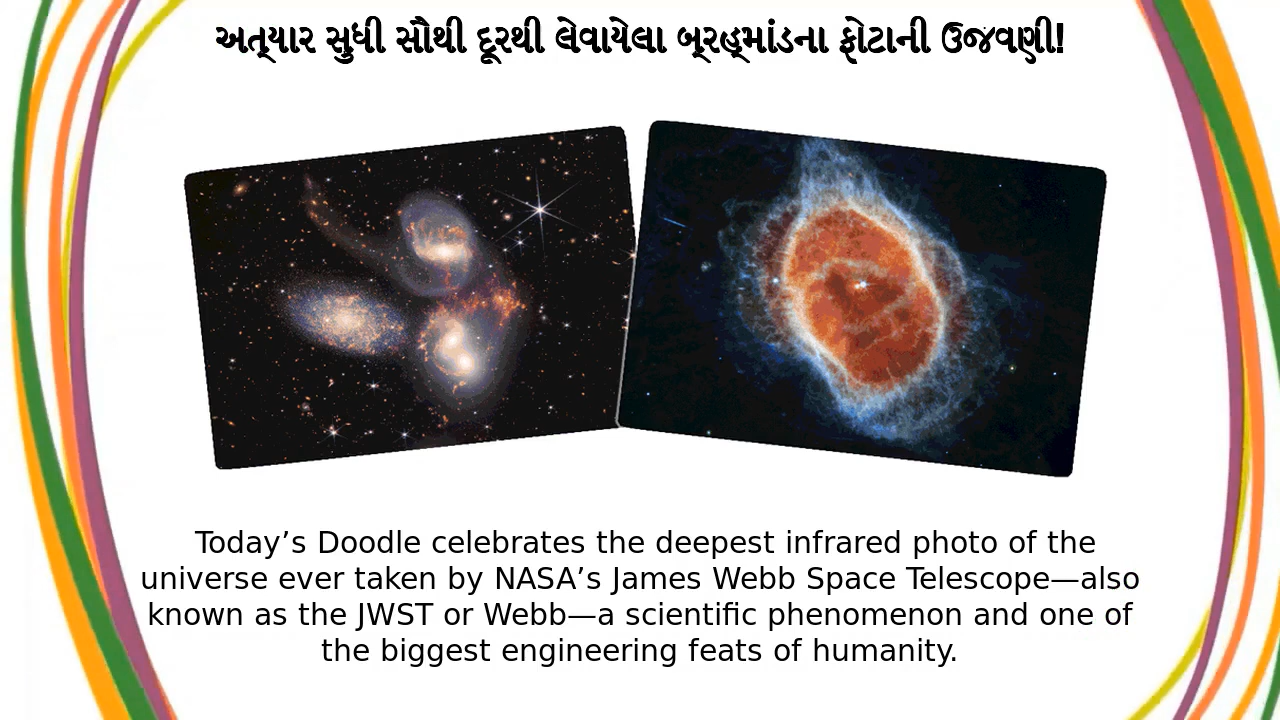 અત્યાર સુધી સૌથી દૂરથી લેવાયેલા બ્રહ્માંડના ફોટાની ઉજવણી!
Today’s Doodle celebrates the deepest infrared photo of the
universe ever taken by NASA’s James Webb Space Telescope—also
known as the JWST or Webb—a scientific phenomenon and one of
the biggest engineering feats of humanity.